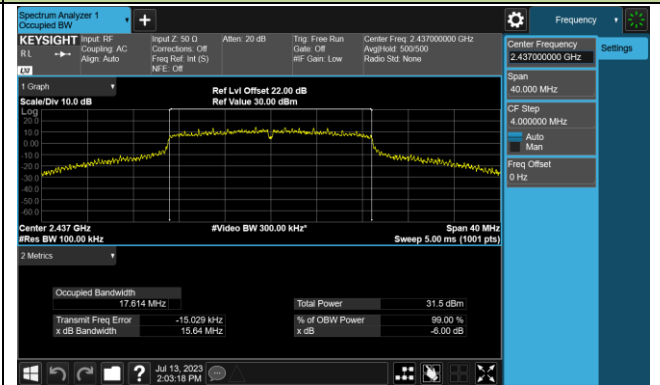 Spectrum Analyzer 1
Occupied BW
Frequency
KEYSIGHT
RL
Input: RF
Coupling: AC
Align: Auto
Input Z: 50 Ω
Corrections: Off
Freq Ref: Int (S)
NFE: Off
Atten: 20 dB
Trig: Free Run
Gate: Off
#IF Gain: Low
Center Freq: 2.437000000 GHz
Avg|Hold: 500/500
Radio Std: None
LXI
Center Frequency
2.437000000 GHz
Settings
Span
40.000 MHz
CF Step
4.000000 MHz
Auto
Man
Freq Offset
0 Hz
1 Graph
Scale/Div 10.0 dB
Ref Lvl Offset 22.00 dB
Ref Value 30.00 dBm
Log
20.0
10.0
0.00
-10.0
-20.0
-30.0
-40.0
-50.0
-60.0
Center 2.437 GHz
#Res BW 100.00 kHz
#Video BW 300.00 kHz*
Span 40 MHz
Sweep 5.00 ms (1001 pts)
2 Metrics
Occupied Bandwidth
17.614 MHz
Total Power 31.5 dBm
Transmit Freq Error -15.029 kHz
% of OBW Power 99.00 %
x dB Bandwidth 15.64 MHz
x dB -6.00 dB
?
Jul 13, 2023
2:03:18 PM